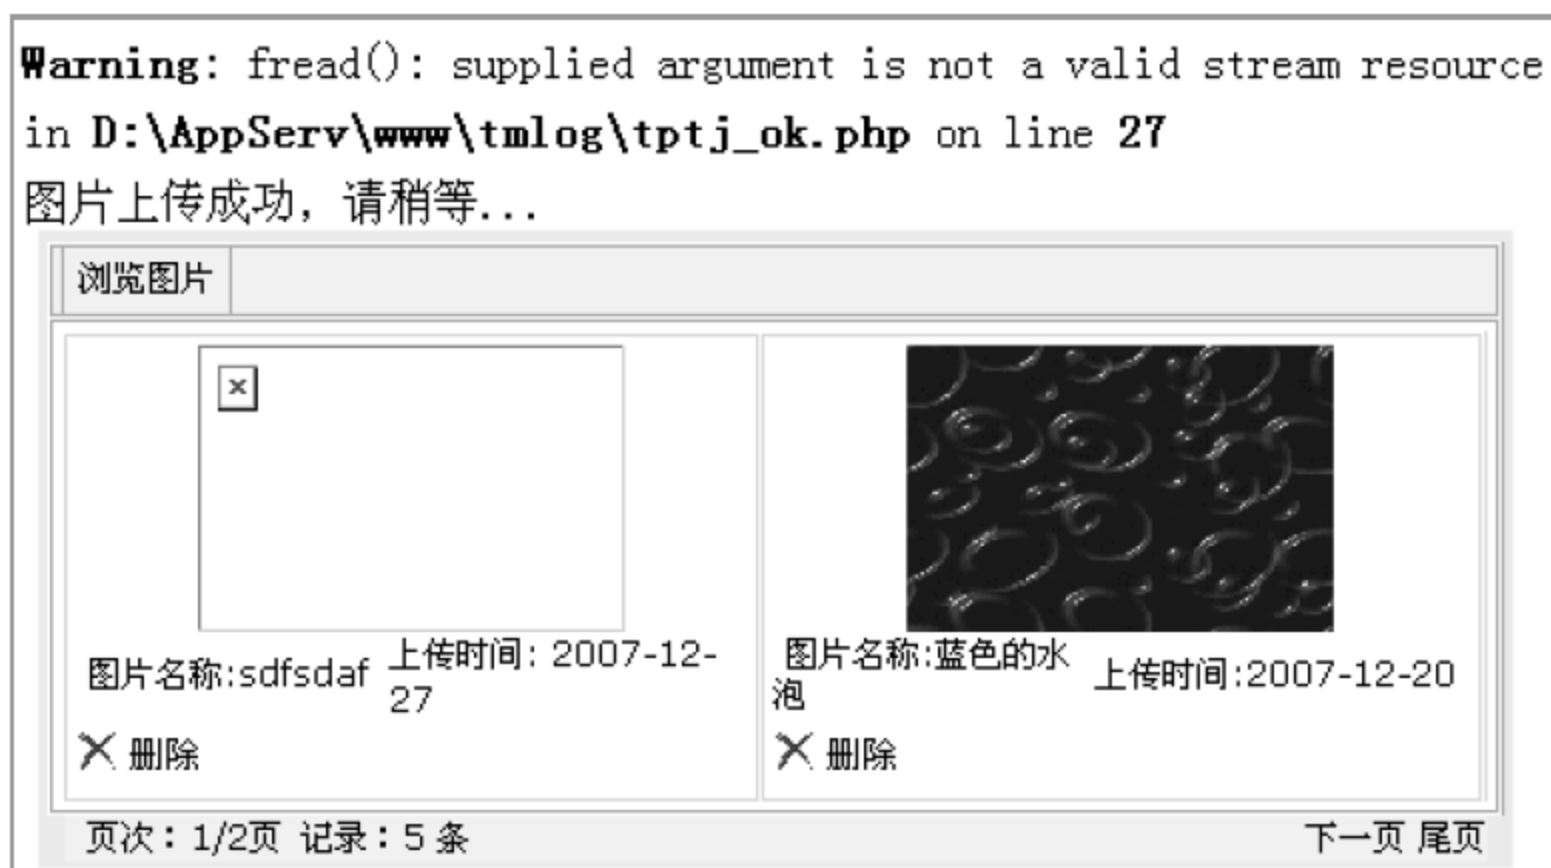 Warning: fread(): supplied argument is not a valid stream resource
in D:\AppServ\www\tmlog\tptj_ok.php on line 27
图片上传成功，请稍等...
浏览图片
图片名称:sdfsdaf 上传时间: 2007-12-
27
图片名称:蓝色的水
泡
上传时间:2007-12-20
删除
删除
页次：1/2页 记录：5 条
下一页 尾页